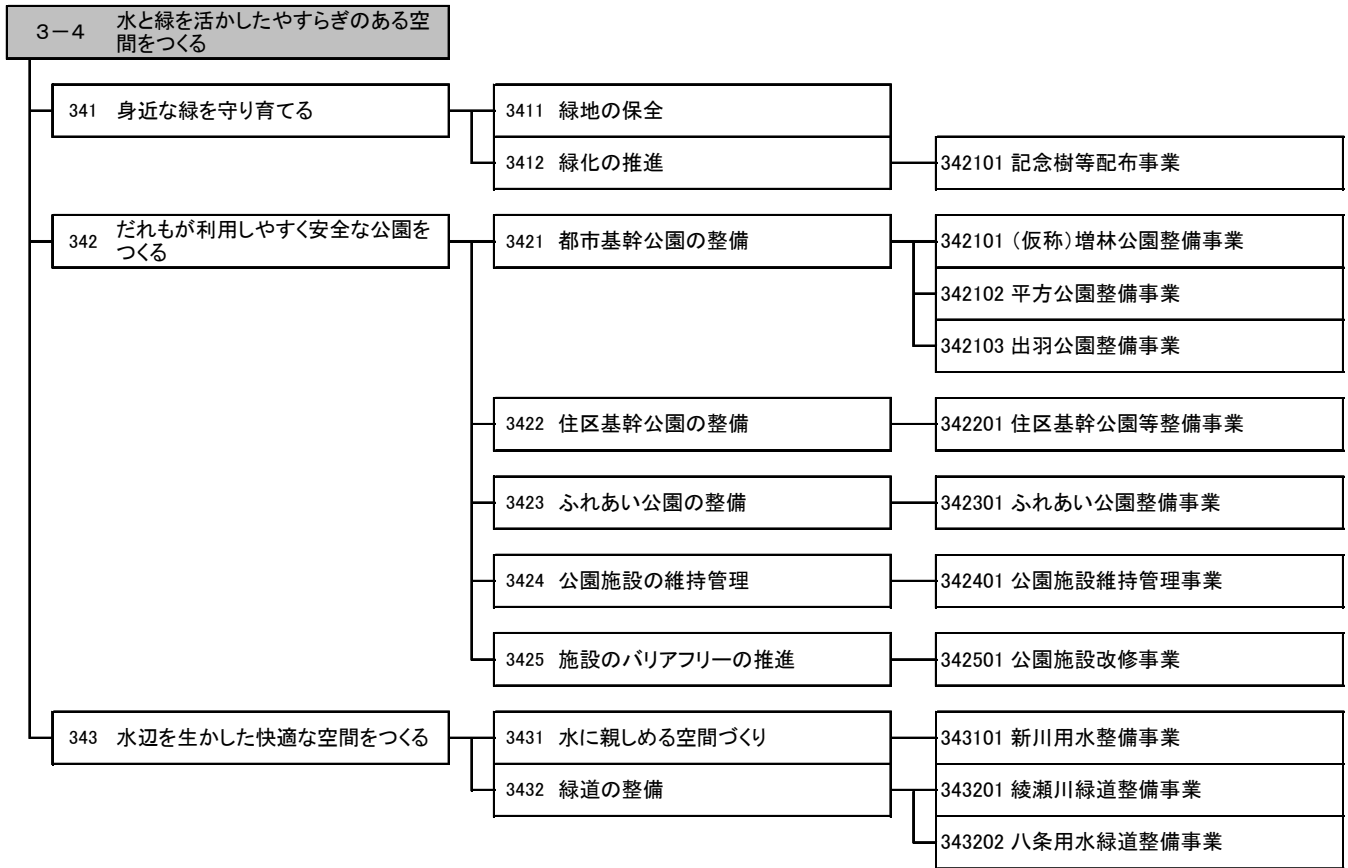 3－4 水と緑を活かしたやすらぎのある空
間をつくる
341 身近な緑を守り育てる
3411 緑地の保全
3412 緑化の推進
342101 記念樹等配布事業
342 だれもが利用しやすく安全な公園を
つくる
3421 都市基幹公園の整備
342101 （仮称）増林公園整備事業
342102 平方公園整備事業
342103 出羽公園整備事業
3422 住区基幹公園の整備
342201 住区基幹公園等整備事業
3423 ふれあい公園の整備
342301 ふれあい公園整備事業
3424 公園施設の維持管理
342401 公園施設維持管理事業
3425 施設のバリアフリーの推進
342501 公園施設改修事業
343 水辺を生かした快適な空間をつくる
3431 水に親しめる空間づくり
343101 新川用水整備事業
3432 緑道の整備
343201 綾瀬川緑道整備事業
343202 八条用水緑道整備事業